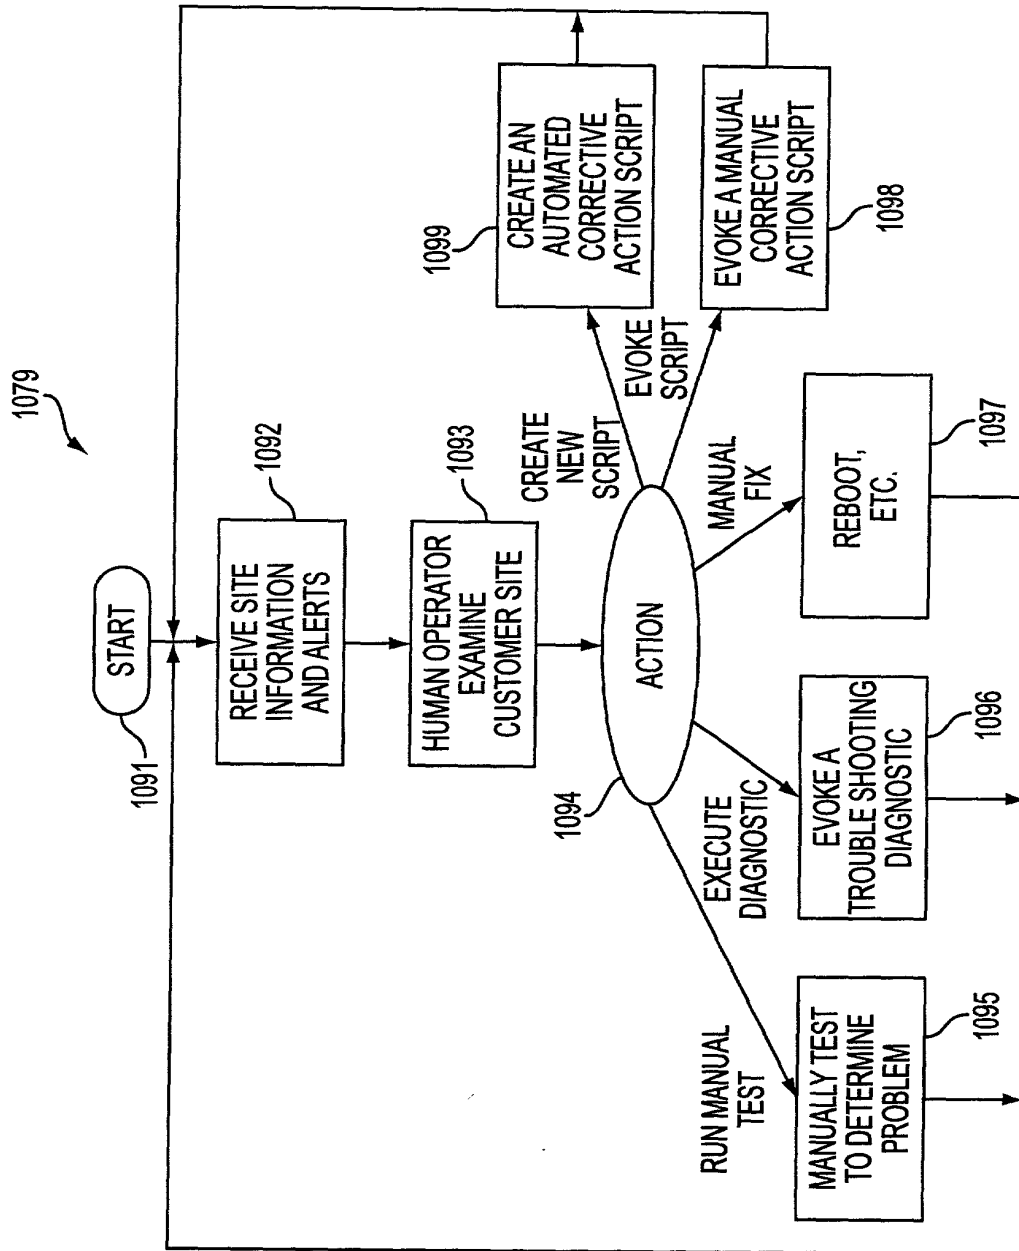 1079
START
1091
RECEIVE SITE
INFORMATION
AND ALERTS
1092
HUMAN OPERATOR
EXAMINE
CUSTOMER SITE
1093
ACTION
1094
RUN MANUAL
TEST
EXECUTE
DIAGNOSTIC
MANUAL
FIX
CREATE
NEW
SCRIPT
EVOKE
SCRIPT
MANUALLY TEST
TO DETERMINE
PROBLEM
1095
EVOKE A
TROUBLE SHOOTING
DIAGNOSTIC
1096
REBOOT,
ETC.
1097
CREATE AN
AUTOMATED
CORRECTIVE
ACTION SCRIPT
1099
EVOKE A MANUAL
CORRECTIVE
ACTION SCRIPT
1098